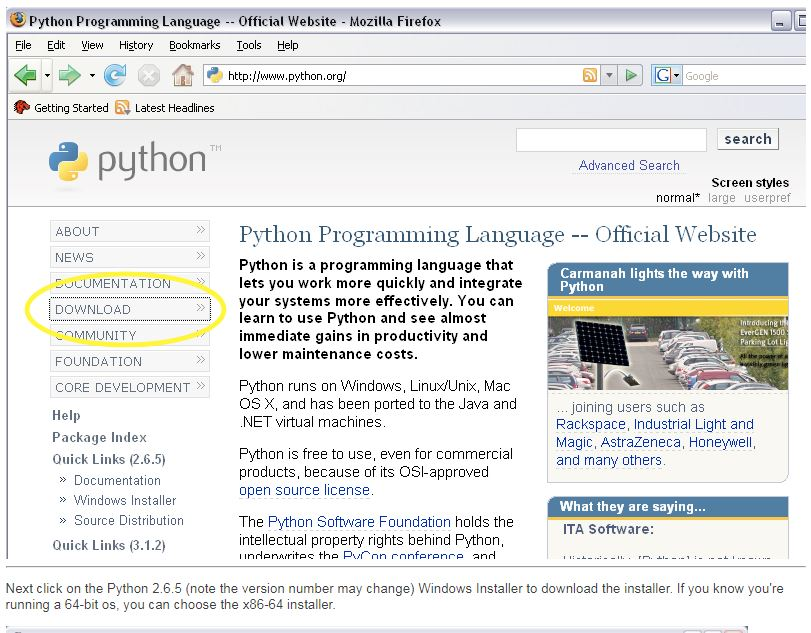 Python Programming Language -- Official Website - Mozilla Firefox
File Edit View History Bookmarks Tools Help
http://www.python.org/ G Google
Getting Started Latest Headlines
python TM
search
Advanced Search
Screen styles
normal* large userpref
ABOUT »
NEWS »
DOCUMENTATION »
DOWNLOAD »
COMMUNITY »
FOUNDATION »
CORE DEVELOPMENT »
Help
Package Index
Quick Links (2.6.5)
» Documentation
» Windows Installer
» Source Distribution
Quick Links (3.1.2)
Python Programming Language -- Official Website
Python is a programming language that
lets you work more quickly and integrate
your systems more effectively. You can
learn to use Python and see almost
immediate gains in productivity and
lower maintenance costs.
Python runs on Windows, Linux/Unix, Mac
OS X, and has been ported to the Java and
.NET virtual machines.
Python is free to use, even for commercial
products, because of its OSI-approved
open source license.
The Python Software Foundation holds the
intellectual property rights behind Python,
underwrites the PyCon conference, and
Carmanah lights the way with
Python
Welcome
Introducing th
EverGEN 1500
Parking Lot Li
... joining users such as
Rackspace, Industrial Light and
Magic, AstraZeneca, Honeywell,
and many others.
What they are saying...
ITA Software:
Next click on the Python 2.6.5 (note the version number may change) Windows Installer to download the installer. If you know you're
running a 64-bit os, you can choose the x86-64 installer.